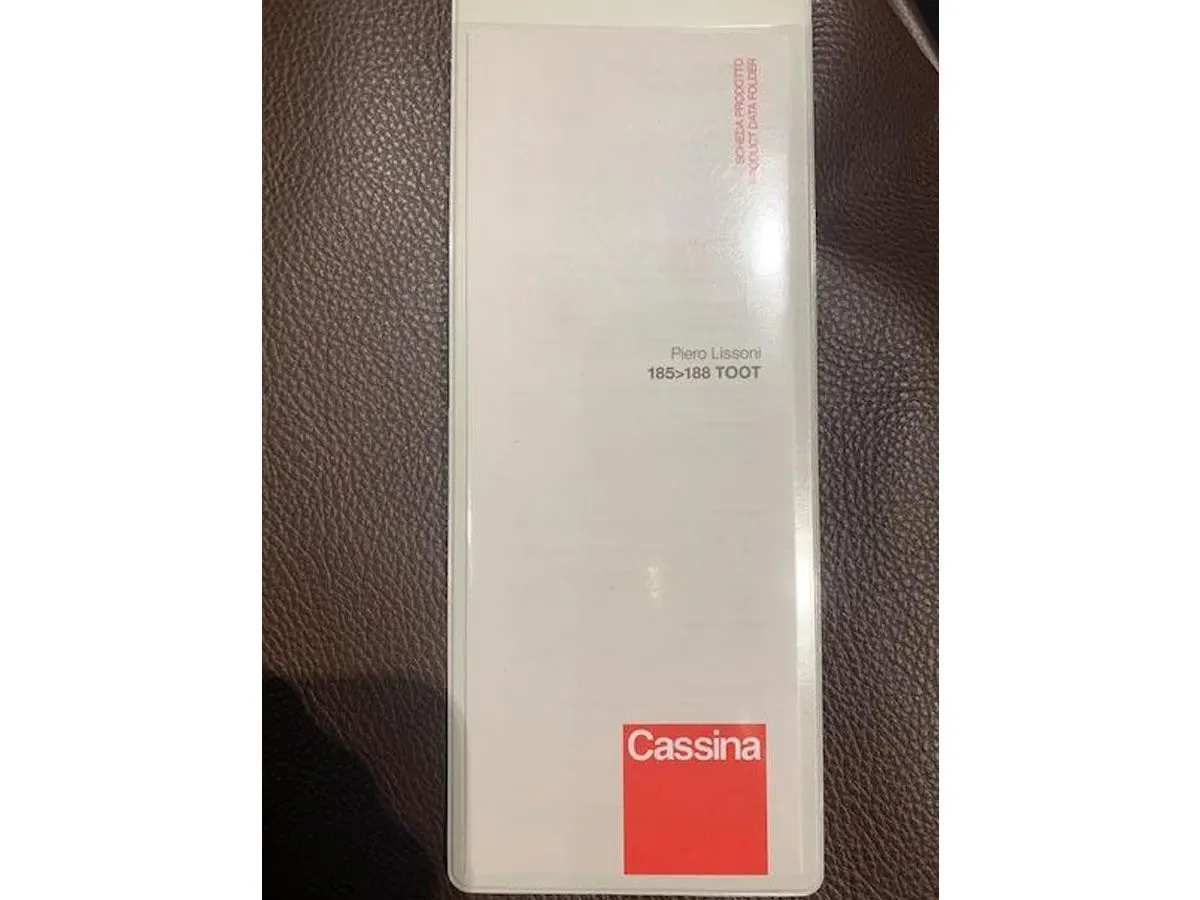 SCHEDA PRODOTTO
PRODUCT DATA FOLDER
Piero Lissoni
185>188 TOOT
Cassina